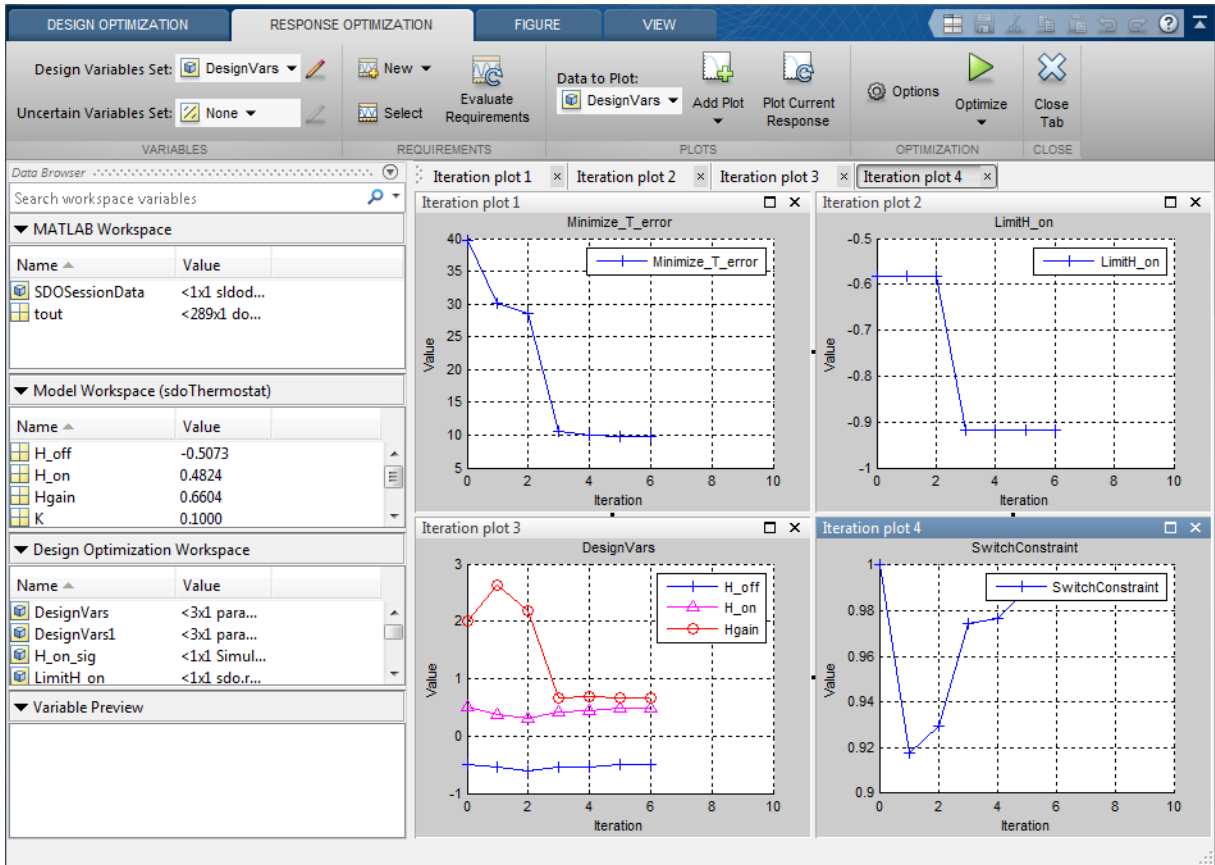 DESIGN OPTIMIZATION RESPONSE OPTIMIZATION FIGURE VIEW
Design Variables Set: DesignVars
Uncertain Variables Set: None
New
Select
Evaluate
Requirements
Data to Plot:
DesignVars
Add Plot
Plot Current
Response
Options
Optimize
Close
Tab
VARIABLES REQUIREMENTS PLOTS OPTIMIZATION CLOSE
Data Browser
Search workspace variables
MATLAB Workspace
Name Value
SDOSessionData <1x1 sldod...
tout <289x1 do...
Model Workspace (sdoThermostat)
Name Value
H_off -0.5073
H_on 0.4824
Hgain 0.6604
K 0.1000
Design Optimization Workspace
Name Value
DesignVars <3x1 para...
DesignVars1 <3x1 para...
H_on_sig <1x1 Simul...
LimitH_on <1x1 sdo.r...
Variable Preview
Iteration plot 1 × Iteration plot 2 × Iteration plot 3 × Iteration plot 4 ×
Iteration plot 1
Minimize_T_error
Minimize_T_error
40
35
30
25
20
15
10
5
Value
0 2 4 6 8 10
Iteration
Iteration plot 2
LimitH_on
LimitH_on
-0.5
-0.6
-0.7
-0.8
-0.9
-1
Value
0 2 4 6 8 10
Iteration
Iteration plot 3
DesignVars
H_off
H_on
Hgain
3
2
1
0
-1
Value
0 2 4 6 8 10
Iteration
Iteration plot 4
SwitchConstraint
SwitchConstraint
1
0.98
0.96
0.94
0.92
0.9
Value
0 2 4 6 8 10
Iteration